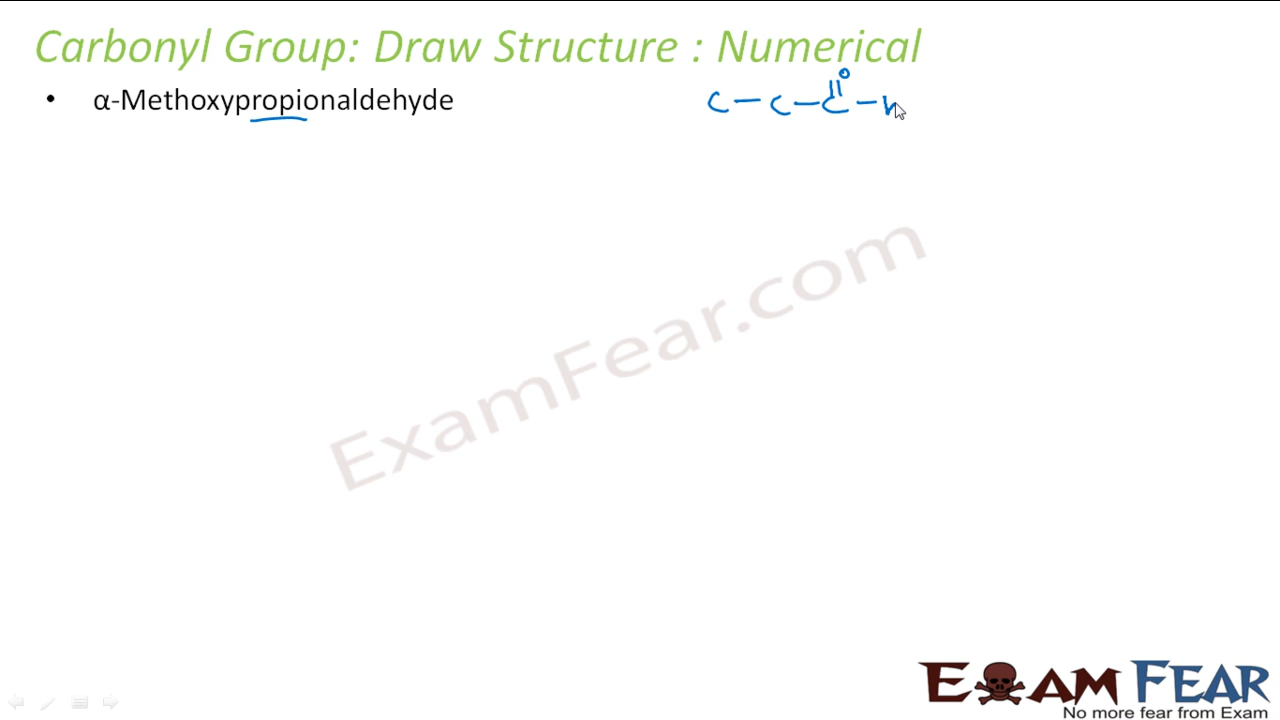 Carbonyl Group: Draw Structure : Numerical
• α-Methoxypropionaldehyde
O
C – C – C –
ExamFear.com
EXAM FEAR
No more fear from Exam